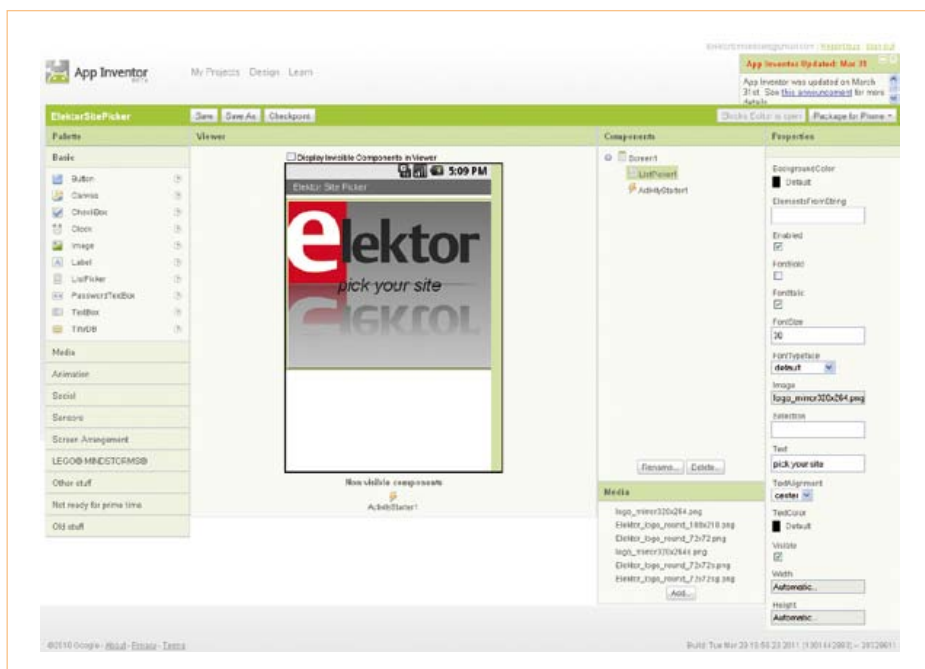 App Inventor
BETA
My Projects Design Learn
App Inventor Updated: Mar 31
App Inventor was updated on March
31st. See this announcement for more
details
ElektorSitePicker
Save Save As Checkpoint
Package for Phone
Palette
Viewer
Components
Properties
Basic
Button
Canvas
CheckBox
Clock
Image
Label
ListPicker
PasswordTextBox
TextBox
TinyDB
Media
Animation
Social
Sensors
Screen Arrangement
LEGO® MINDSTORMS®
Other stuff
Not ready for prime time
Old stuff
Display Invisible Components in Viewer
5:09 PM
Elektor Site Picker
elektor
pick your site
Non-visible components
ActivityStarter1
Screen1
ListPicker1
ActivityStarter1
Rename... Delete...
Media
logo_mirror320x264.png
Elektor_logo_round_72x72.png
logo_mirror320x264s.png
Elektor_logo_round_72x72s.png
Add...
BackgroundColor
Default
ElementsFromString
Enabled
FontBold
FontItalic
FontSize
30
FontTypeface
default
Image
logo_mirror320x264.png
Selection
Text
pick your site
TextAlignment
center
TextColor
Default
Visible
Width
Automatic...
Height
Automatic...
©2010 Google - About - Privacy - Terms